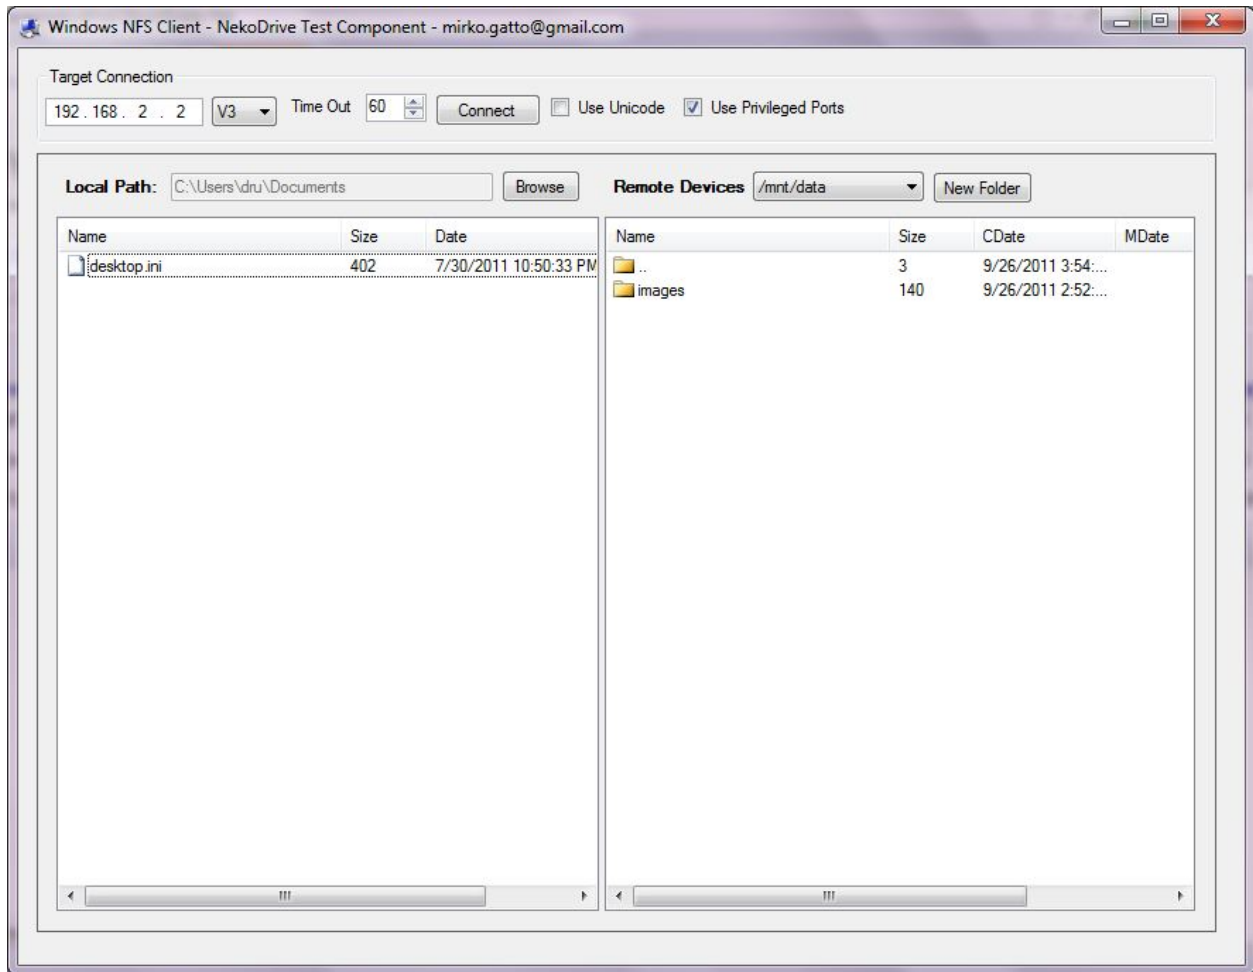 Windows NFS Client - NekoDrive Test Component - mirko.gatto@gmail.com
Target Connection
192 . 168 . 2 . 2 V3 Time Out 60 Connect Use Unicode Use Privileged Ports
Local Path: C:\Users\dru\Documents Browse Remote Devices /mnt/data New Folder
Name Size Date Name Size CDate MDate
desktop.ini 402 7/30/2011 10:50:33 PM .. 3 9/26/2011 3:54:...
images 140 9/26/2011 2:52:...